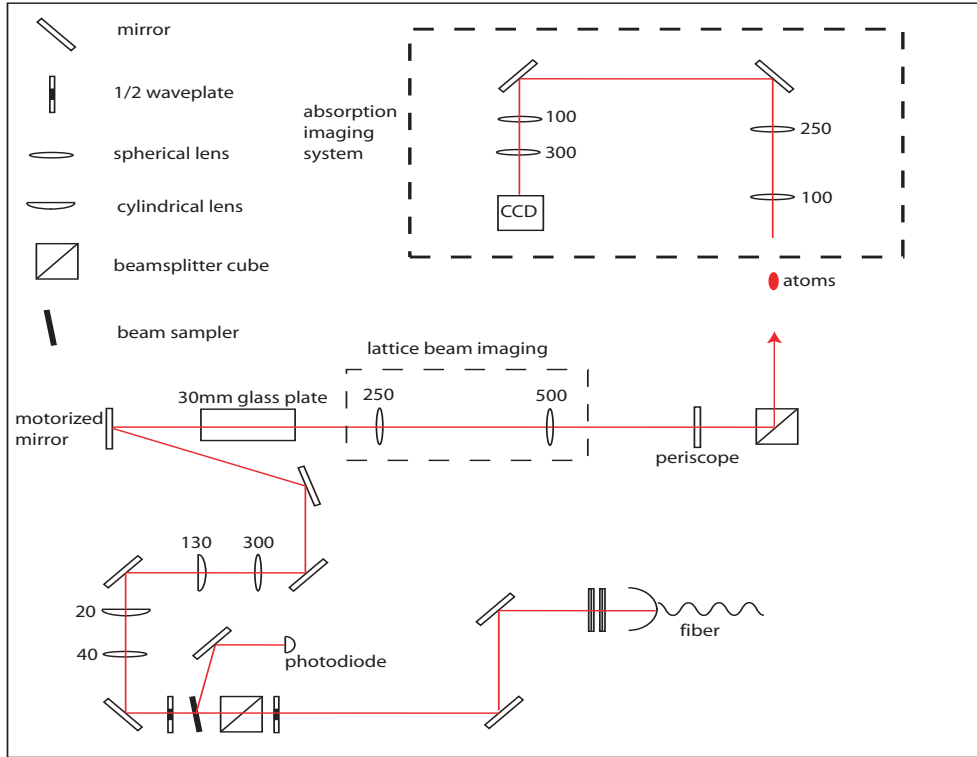 mirror
1/2 waveplate
spherical lens
cylindrical lens
beamsplitter cube
beam sampler
absorption
imaging
system
100
300
CCD
250
100
atoms
lattice beam imaging
30mm glass plate
250
500
motorized
mirror
periscope
130
300
20
40
photodiode
fiber